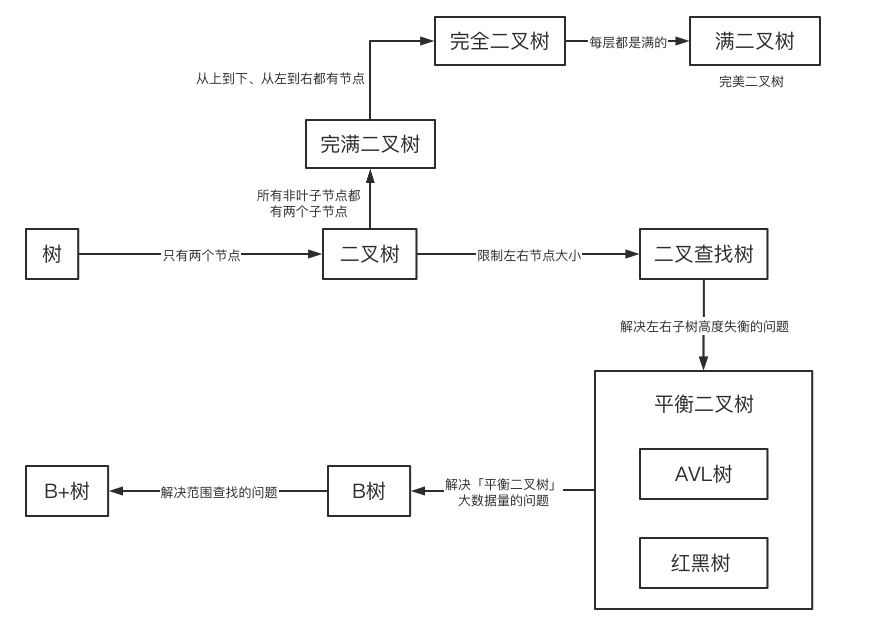 完全二叉树
每层都是满的
满二叉树
完美二叉树
从上到下、从左到右都有节点
完满二叉树
所有非叶子节点都
有两个子节点
树
只有两个节点
二叉树
限制左右节点大小
二叉查找树
解决左右子树高度失衡的问题
平衡二叉树
AVL树
红黑树
解决「平衡二叉树」
大数据量的问题
B树
解决范围查找的问题
B+树